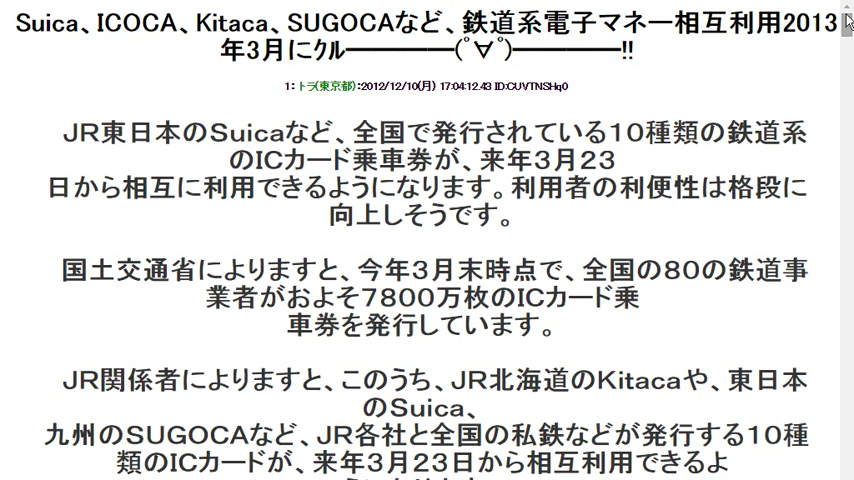 Suica、ICOCA、Kitaca、SUGOCAなど、鉄道系電子マネー相互利用2013
年3月にｸﾙ━━━━━(ﾟ∀ﾟ)━━━━━!!
1：トラ(東京都)：2012/12/10(月) 17:04:12.43 ID:CUVTNSHq0
ＪＲ東日本のＳｕｉｃａなど、全国で発行されている１０種類の鉄道系
のＩＣカード乗車券が、来年３月２３
日から相互に利用できるようになります。利用者の利便性は格段に
向上しそうです。
国土交通省によりますと、今年３月末時点で、全国の８０の鉄道事
業者がおよそ７８００万枚のＩＣカード乗
車券を発行しています。
ＪＲ関係者によりますと、このうち、ＪＲ北海道のＫｉｔａｃａや、東日本
のＳｕｉｃａ、
九州のＳＵＧＯＣＡなど、ＪＲ各社と全国の私鉄などが発行する１０種
類のＩＣカードが、来年３月２３日から相互利用できるよ